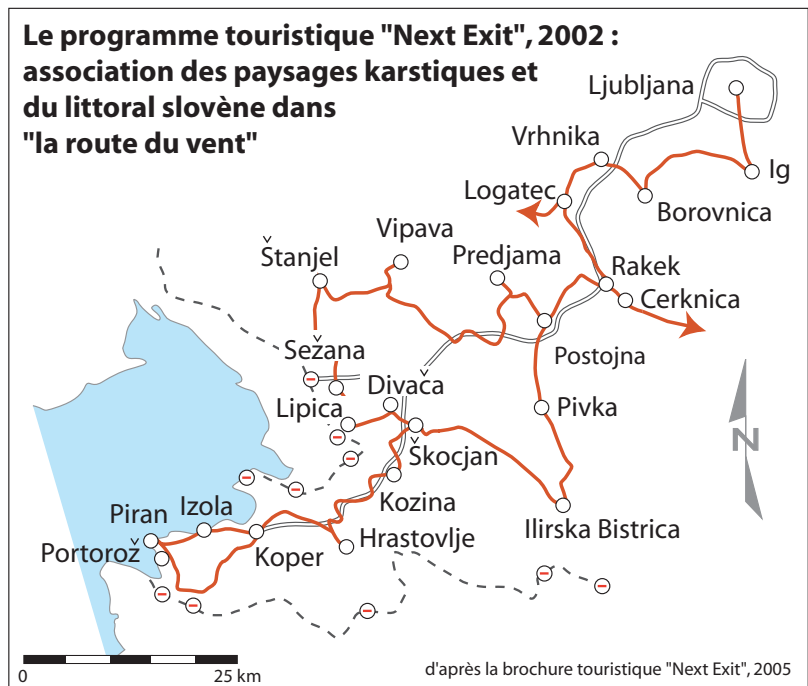 Le programme touristique "Next Exit", 2002 :
association des paysages karstiques et
du littoral slovène dans
"la route du vent"
Ljubljana
Vrhnika
Ig
Logatec
Borovnica
Vipava
Štanjel
Predjama
Rakek
Cerknica
Sežana
Postojna
Divača
Lipica
Pivka
Škocjan
N
Kozina
Izola
Piran
Ilirska Bistrica
Hrastovlje
Koper
Portorož
0 25 km
d'après la brochure touristique "Next Exit", 2005